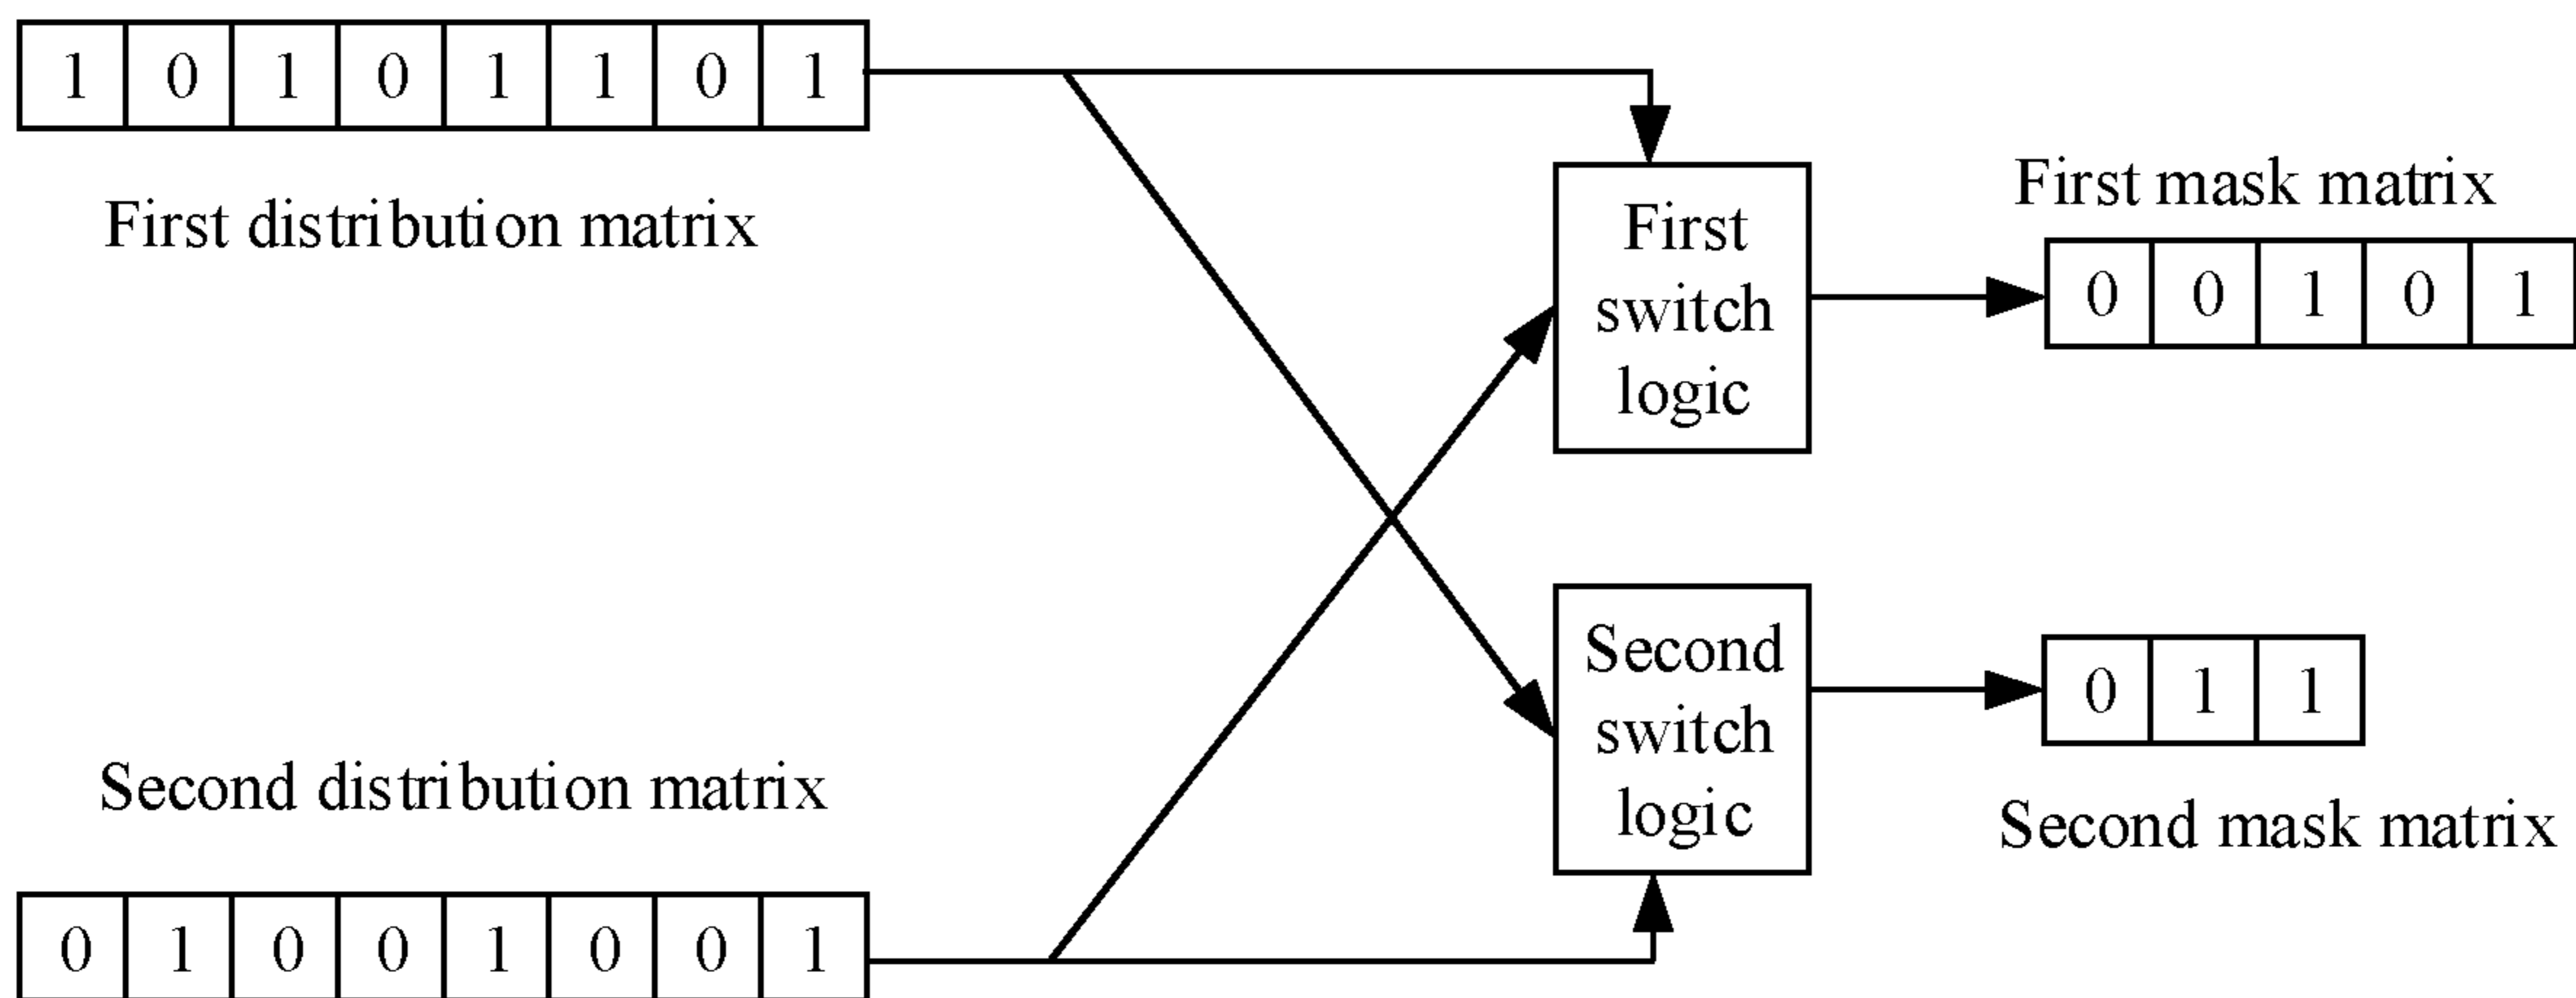 1 0 1 0 1 1 0 1
First distribution matrix
First
switch
logic
First mask matrix
0 0 1 0 1
Second
switch
logic
0 1 1
Second mask matrix
Second distribution matrix
0 1 0 0 1 0 0 1